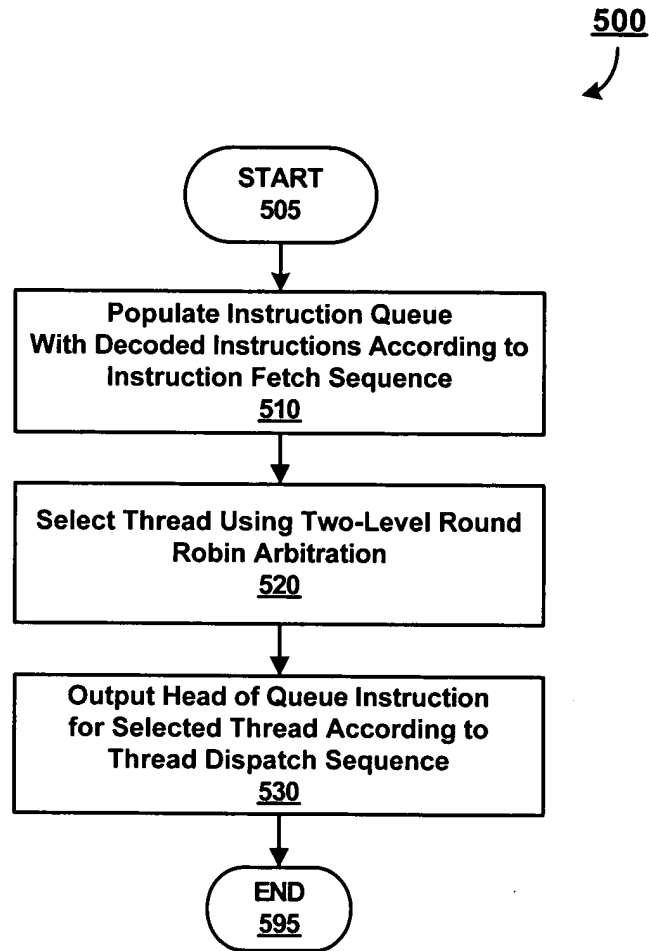 500
START
505
Populate Instruction Queue
With Decoded Instructions According to
Instruction Fetch Sequence
510
Select Thread Using Two-Level Round
Robin Arbitration
520
Output Head of Queue Instruction
for Selected Thread According to
Thread Dispatch Sequence
530
END
595